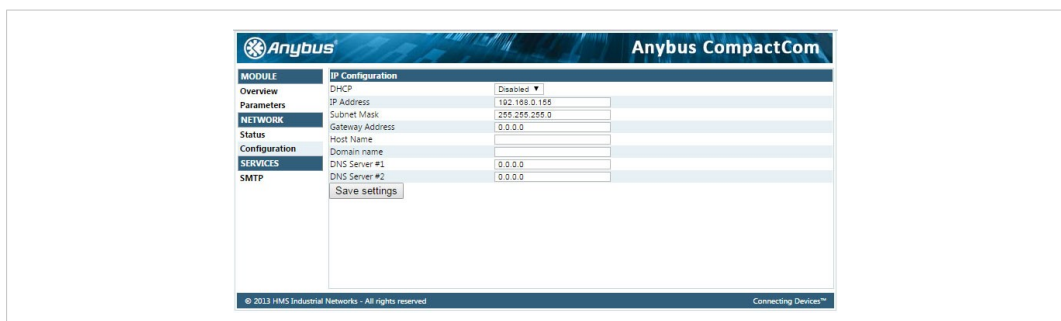 Anybus®
Anybus CompactCom
MODULE
Overview
Parameters
NETWORK
Status
Configuration
SERVICES
SMTP
IP Configuration
DHCP Disabled ▼
IP Address 192.168.0.155
Subnet Mask 255.255.255.0
Gateway Address 0.0.0.0
Host Name
Domain name
DNS Server #1 0.0.0.0
DNS Server #2 0.0.0.0
Save settings
© 2013 HMS Industrial Networks - All rights reserved
Connecting Devices™